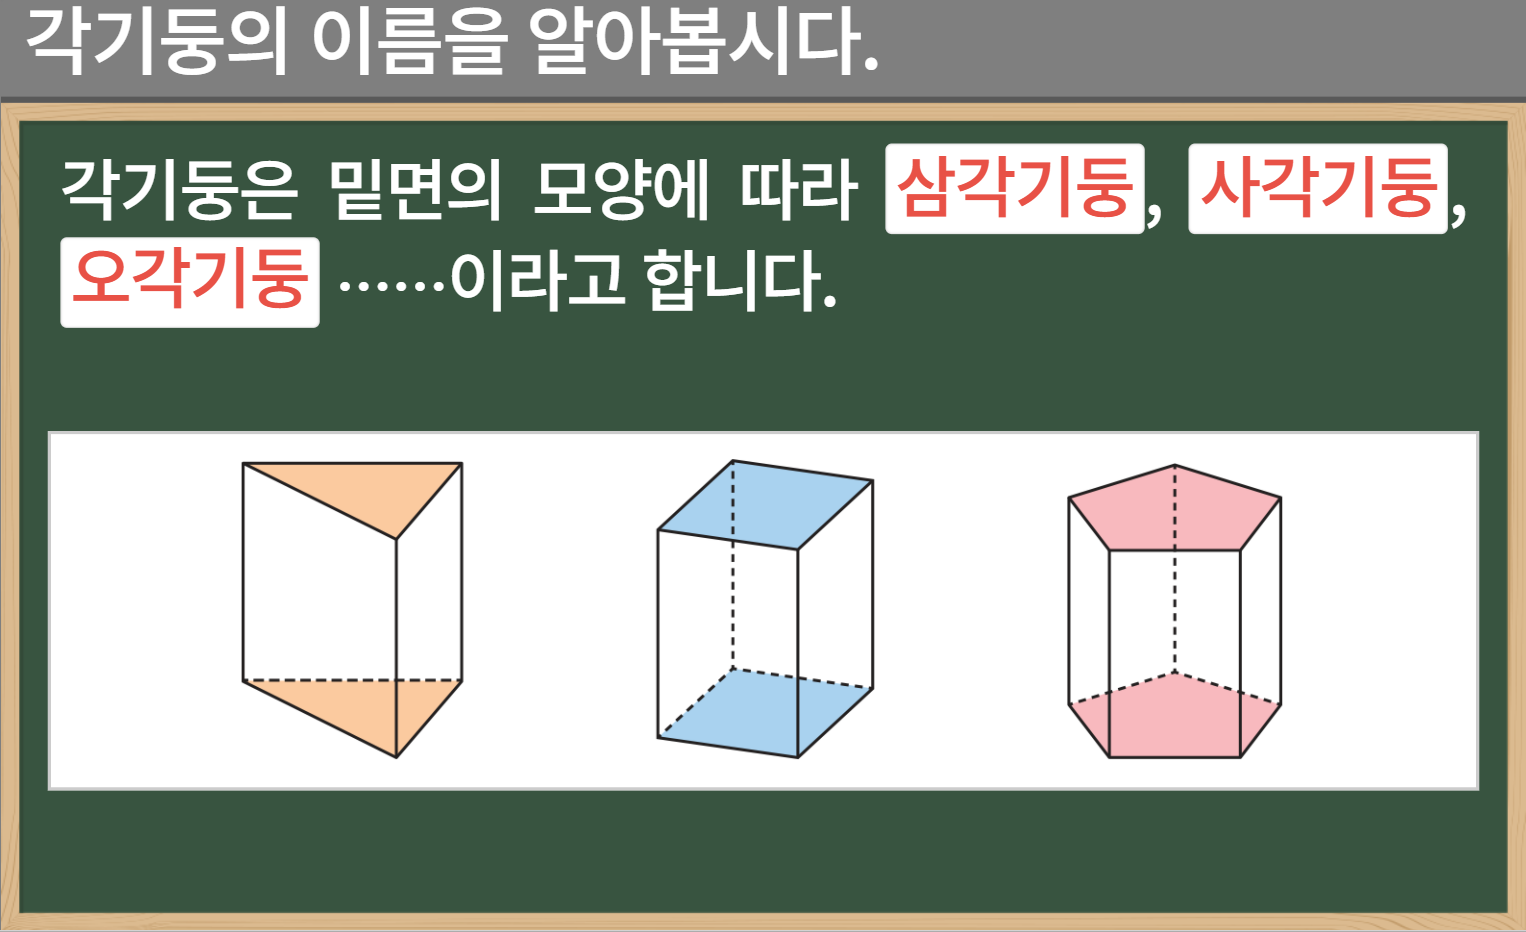 각기둥의 이름을 알아봅시다.
각기둥은 밑면의 모양에 따라 삼각기둥, 사각기둥,
오각기둥 ······이라고 합니다.